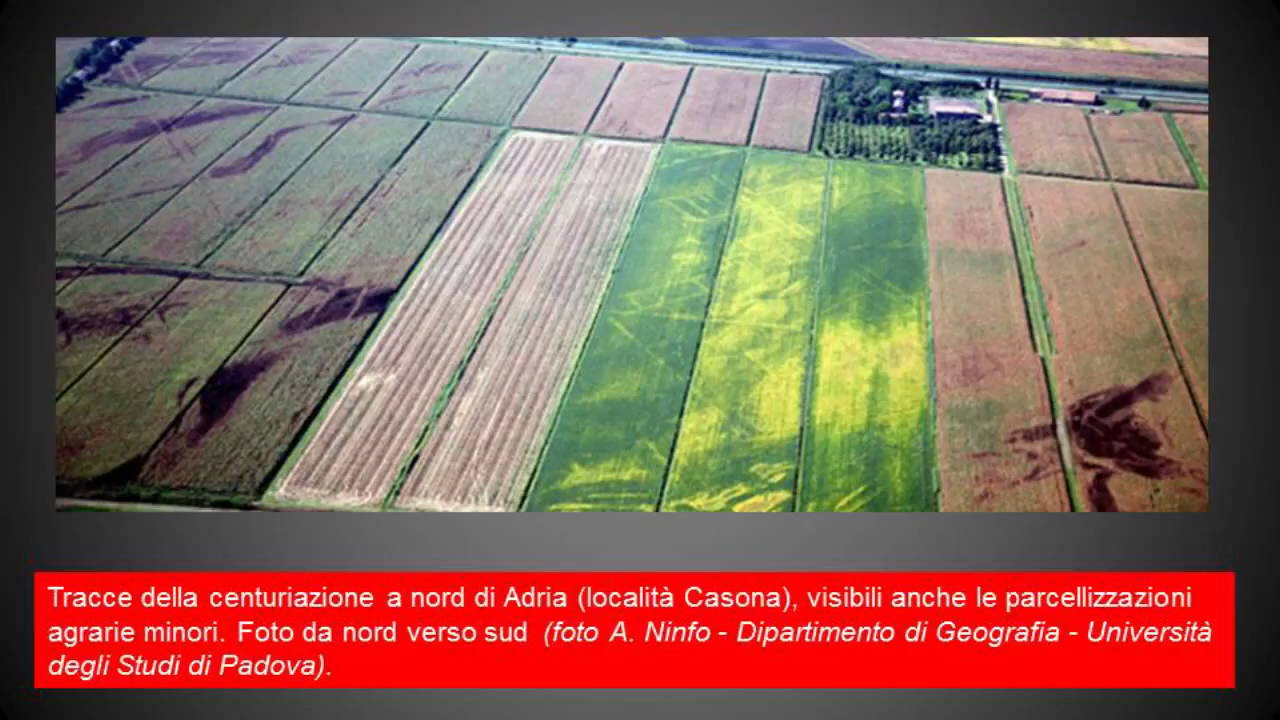 Tracce della centuriazione a nord di Adria (località Casona), visibili anche le parcellizzazioni
agrarie minori. Foto da nord verso sud (foto A. Ninfo - Dipartimento di Geografia - Università
degli Studi di Padova).